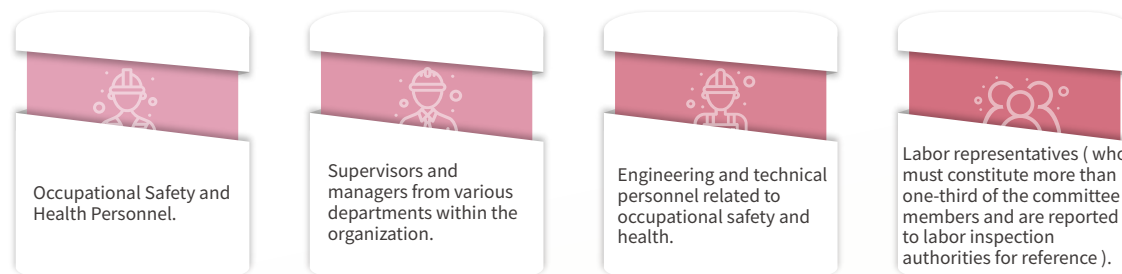 Occupational Safety and
Health Personnel.
Supervisors and
managers from various
departments within the
organization.
Engineering and technical
personnel related to
occupational safety and
health.
Labor representatives ( who
must constitute more than
one-third of the committee
members and are reported
to labor inspection
authorities for reference ).